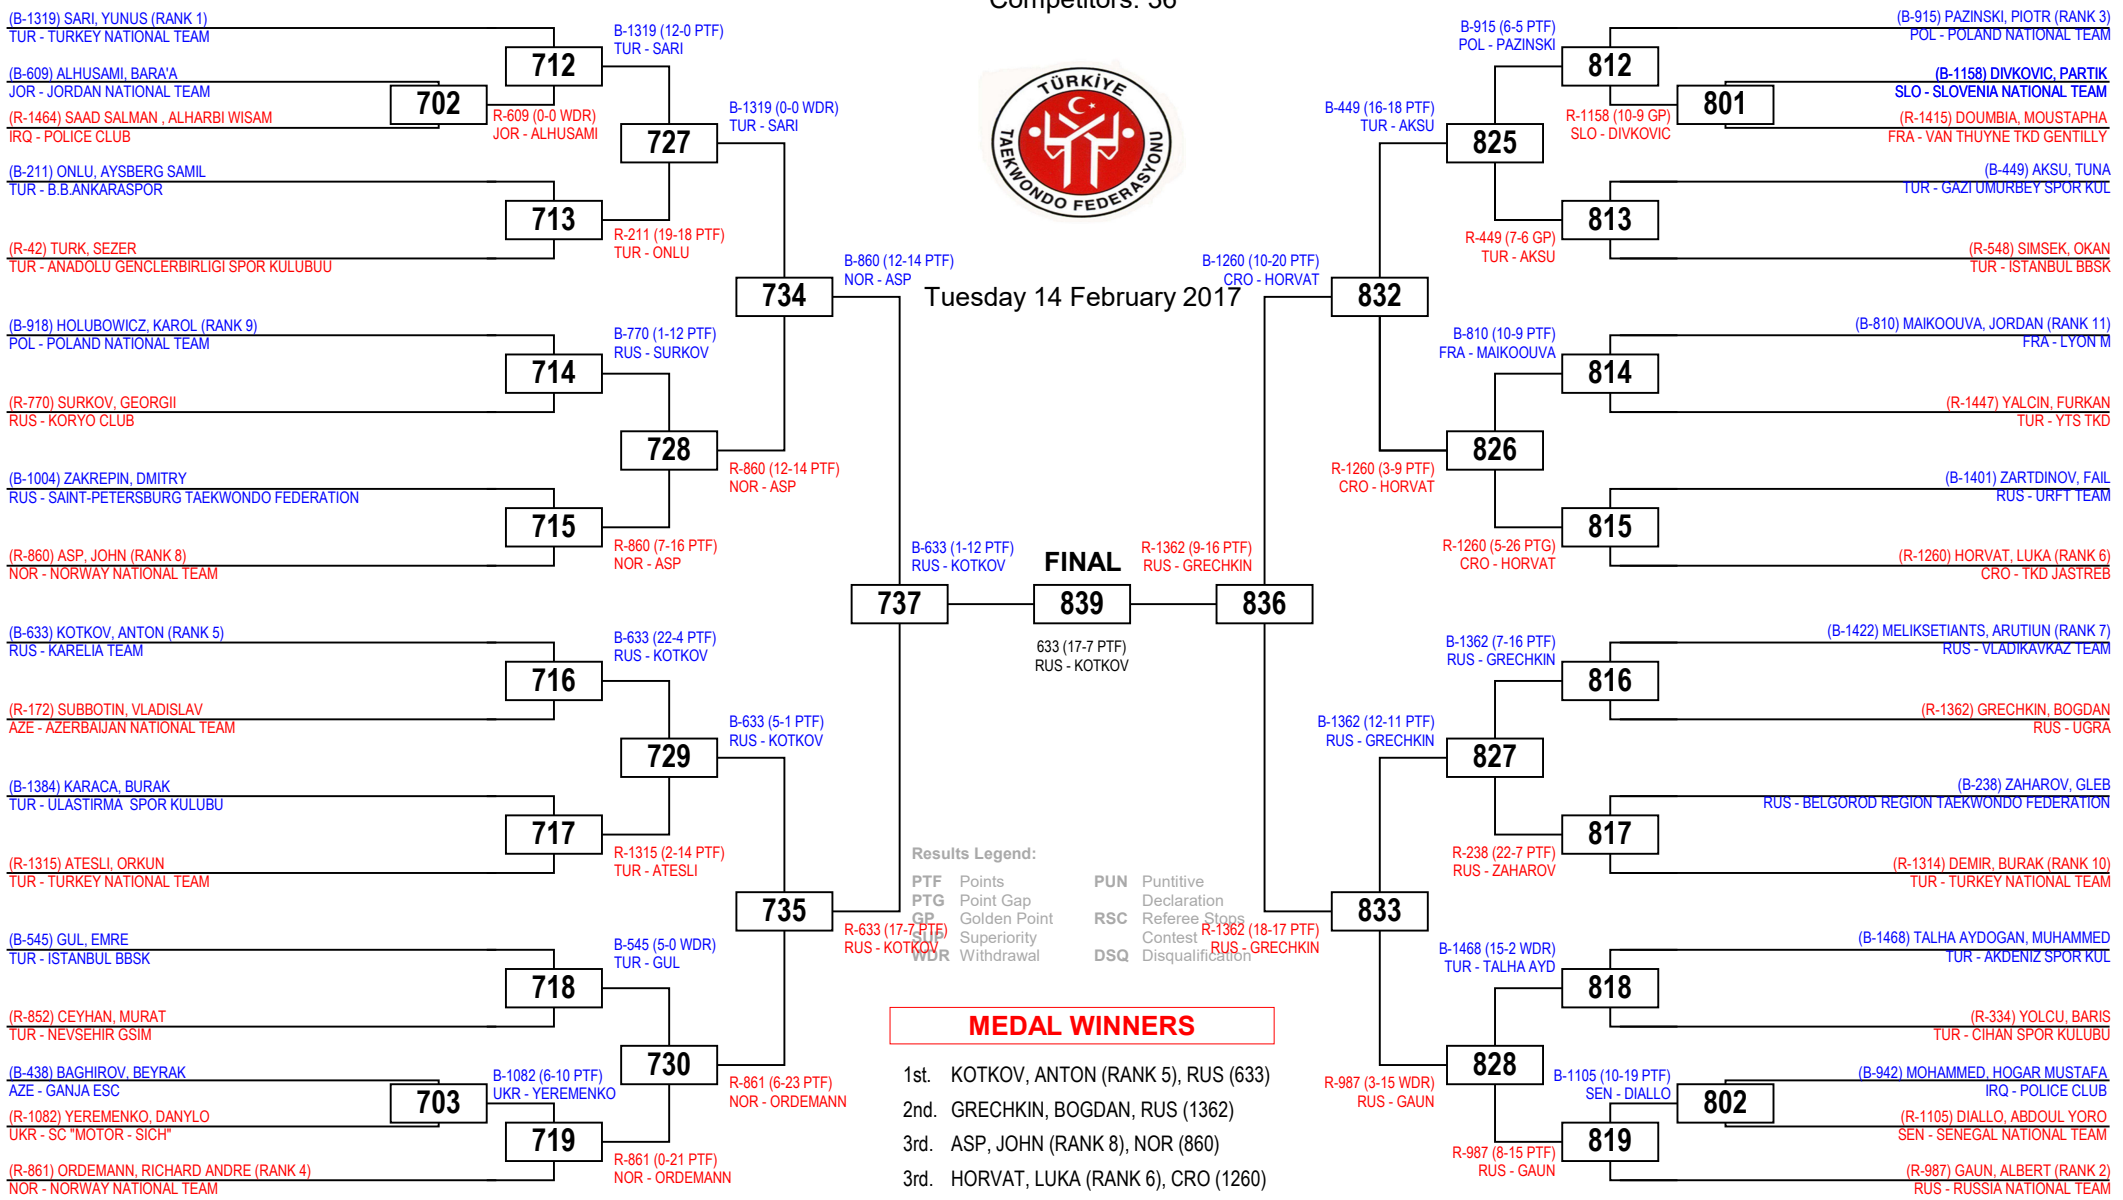 Competitors: 36
(B-1319) SARI, YUNUS (RANK 1)
TUR - TURKEY NATIONAL TEAM
(B-609) ALHUSAMI, BARA'A
JOR - JORDAN NATIONAL TEAM
(R-1464) SAAD SALMAN , ALHARBI WISAM
IRQ - POLICE CLUB
(B-211) ONLU, AYSBERG SAMIL
TUR - B.B.ANKARASPOR
(R-42) TURK, SEZER
TUR - ANADOLU GENCLERBIRLIGI SPOR KULUBUU
(B-918) HOLUBOWICZ, KAROL (RANK 9)
POL - POLAND NATIONAL TEAM
(R-770) SURKOV, GEORGII
RUS - KORYO CLUB
(B-1004) ZAKREPIN, DMITRY
RUS - SAINT-PETERSBURG TAEKWONDO FEDERATION
(R-860) ASP, JOHN (RANK 8)
NOR - NORWAY NATIONAL TEAM
(B-633) KOTKOV, ANTON (RANK 5)
RUS - KARELIA TEAM
(R-172) SUBBOTIN, VLADISLAV
AZE - AZERBAIJAN NATIONAL TEAM
(B-1384) KARACA, BURAK
TUR - ULASTIRMA  SPOR KULUBU
(R-1315) ATESLI, ORKUN
TUR - TURKEY NATIONAL TEAM
(B-545) GUL, EMRE
TUR - ISTANBUL BBSK
(R-852) CEYHAN, MURAT
TUR - NEVSEHIR GSIM
(B-438) BAGHIROV, BEYRAK
AZE - GANJA ESC
(R-1082) YEREMENKO, DANYLO
UKR - SC "MOTOR - SICH"
(R-861) ORDEMANN, RICHARD ANDRE (RANK 4)
NOR - NORWAY NATIONAL TEAM
702
703
R-609 (0-0 WDR)
JOR - ALHUSAMI
B-1082 (6-10 PTF)
UKR - YEREMENKO
712
713
714
715
716
717
718
719
B-1319 (12-0 PTF)
TUR - SARI
R-211 (19-18 PTF)
TUR - ONLU
B-770 (1-12 PTF)
RUS - SURKOV
R-860 (7-16 PTF)
NOR - ASP
B-633 (22-4 PTF)
RUS - KOTKOV
R-1315 (2-14 PTF)
TUR - ATESLI
B-545 (5-0 WDR)
TUR - GUL
R-861 (0-21 PTF)
NOR - ORDEMANN
727
728
729
730
B-1319 (0-0 WDR)
TUR - SARI
R-860 (12-14 PTF)
NOR - ASP
B-633 (5-1 PTF)
RUS - KOTKOV
R-861 (6-23 PTF)
NOR - ORDEMANN
734
735
B-860 (12-14 PTF)
NOR - ASP
R-633 (17-7 PTF)
RUS - KOTKOV
737
B-633 (1-12 PTF)
RUS - KOTKOV
TÜRKİYE
TAEKWONDO FEDERASYONU
Tuesday 14 February 2017
FINAL
839
633 (17-7 PTF)
RUS - KOTKOV
R-1362 (9-16 PTF)
RUS - GRECHKIN
836
B-1260 (10-20 PTF)
CRO - HORVAT
R-1362 (18-17 PTF)
RUS - GRECHKIN
832
833
B-449 (16-18 PTF)
TUR - AKSU
R-1260 (3-9 PTF)
CRO - HORVAT
B-1362 (12-11 PTF)
RUS - GRECHKIN
R-987 (3-15 WDR)
RUS - GAUN
825
826
827
828
B-915 (6-5 PTF)
POL - PAZINSKI
R-449 (7-6 GP)
TUR - AKSU
B-810 (10-9 PTF)
FRA - MAIKOOUVA
R-1260 (5-26 PTG)
CRO - HORVAT
B-1362 (7-16 PTF)
RUS - GRECHKIN
R-238 (22-7 PTF)
RUS - ZAHAROV
B-1468 (15-2 WDR)
TUR - TALHA AYD
R-987 (8-15 PTF)
RUS - GAUN
812
813
814
815
816
817
818
819
R-1158 (10-9 GP)
SLO - DIVKOVIC
B-1105 (10-19 PTF)
SEN - DIALLO
801
802
(B-915) PAZINSKI, PIOTR (RANK 3)
POL - POLAND NATIONAL TEAM
(B-1158) DIVKOVIC, PARTIK
SLO - SLOVENIA NATIONAL TEAM
(R-1415) DOUMBIA, MOUSTAPHA
FRA - VAN THUYNE TKD GENTILLY
(B-449) AKSU, TUNA
TUR - GAZI UMURBEY SPOR KUL
(R-548) SIMSEK, OKAN
TUR - ISTANBUL BBSK
(B-810) MAIKOOUVA, JORDAN (RANK 11)
FRA - LYON M
(R-1447) YALCIN, FURKAN
TUR - YTS TKD
(B-1401) ZARTDINOV, FAIL
RUS - URFT TEAM
(R-1260) HORVAT, LUKA (RANK 6)
CRO - TKD JASTREB
(B-1422) MELIKSETIANTS, ARUTIUN (RANK 7)
RUS - VLADIKAVKAZ TEAM
(R-1362) GRECHKIN, BOGDAN
RUS - UGRA
(B-238) ZAHAROV, GLEB
RUS - BELGOROD REGION TAEKWONDO FEDERATION
(R-1314) DEMIR, BURAK (RANK 10)
TUR - TURKEY NATIONAL TEAM
(B-1468) TALHA AYDOGAN, MUHAMMED
TUR - AKDENIZ SPOR KUL
(R-334) YOLCU, BARIS
TUR - CIHAN SPOR KULUBU
(B-942) MOHAMMED, HOGAR MUSTAFA
IRQ - POLICE CLUB
(R-1105) DIALLO, ABDOUL YORO
SEN - SENEGAL NATIONAL TEAM
(R-987) GAUN, ALBERT (RANK 2)
RUS - RUSSIA NATIONAL TEAM
Results Legend:
PTF Points
PTG Point Gap
GP Golden Point
SUP Superiority
WDR Withdrawal
PUN Puntitive
Declaration
RSC Referee Stops
Contest
DSQ Disqualification
MEDAL WINNERS
1st. KOTKOV, ANTON (RANK 5), RUS (633)
2nd. GRECHKIN, BOGDAN, RUS (1362)
3rd. ASP, JOHN (RANK 8), NOR (860)
3rd. HORVAT, LUKA (RANK 6), CRO (1260)